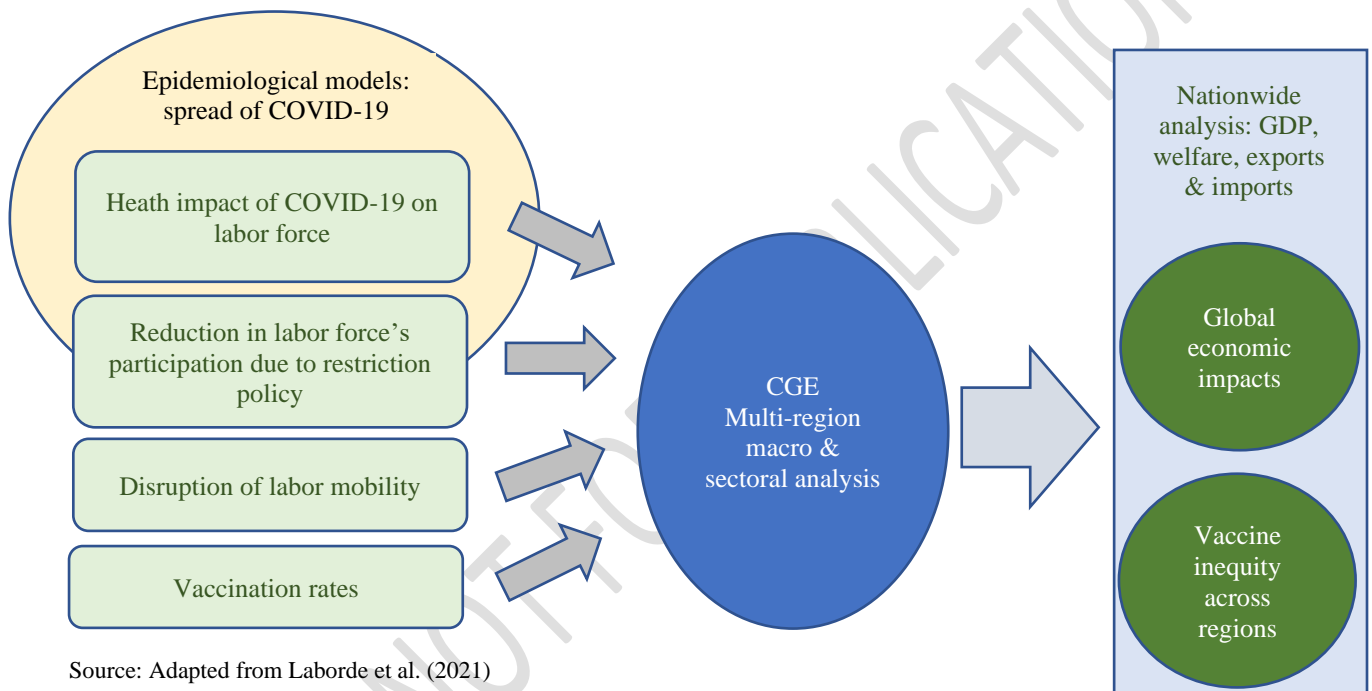 Epidemiological models:
spread of COVID-19
Heath impact of COVID-19 on
labor force
Reduction in labor force’s
participation due to restriction
policy
Disruption of labor mobility
Vaccination rates
CGE
Multi-region
macro &
sectoral analysis
Nationwide
analysis: GDP,
welfare, exports
& imports
Global
economic
impacts
Vaccine
inequity
across
regions
Source: Adapted from Laborde et al. (2021)